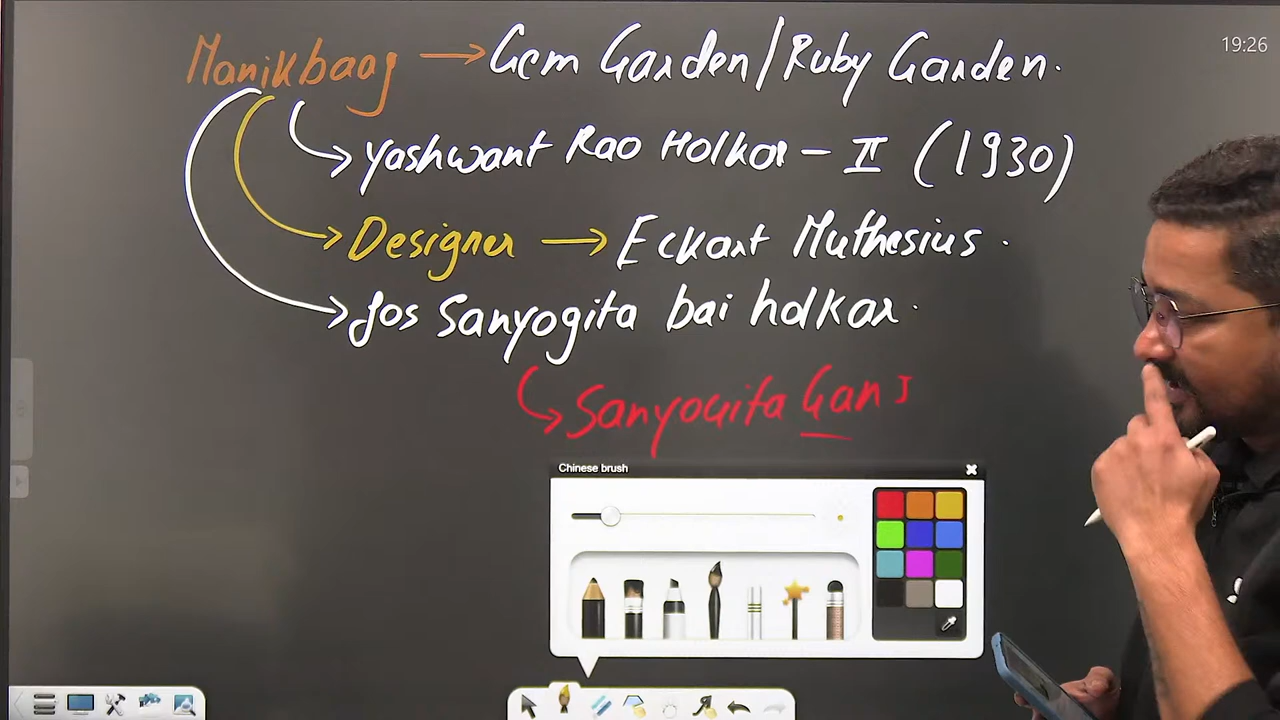 19:26
Manikbaag → Gem Garden/Ruby Garden.
→ Yashwant Rao Holkar - II (1930)
→ Designer → Eckart Muthesius.
→ for Sanyogita bai holkar.
→ Sanyogita Ganj
Chinese brush